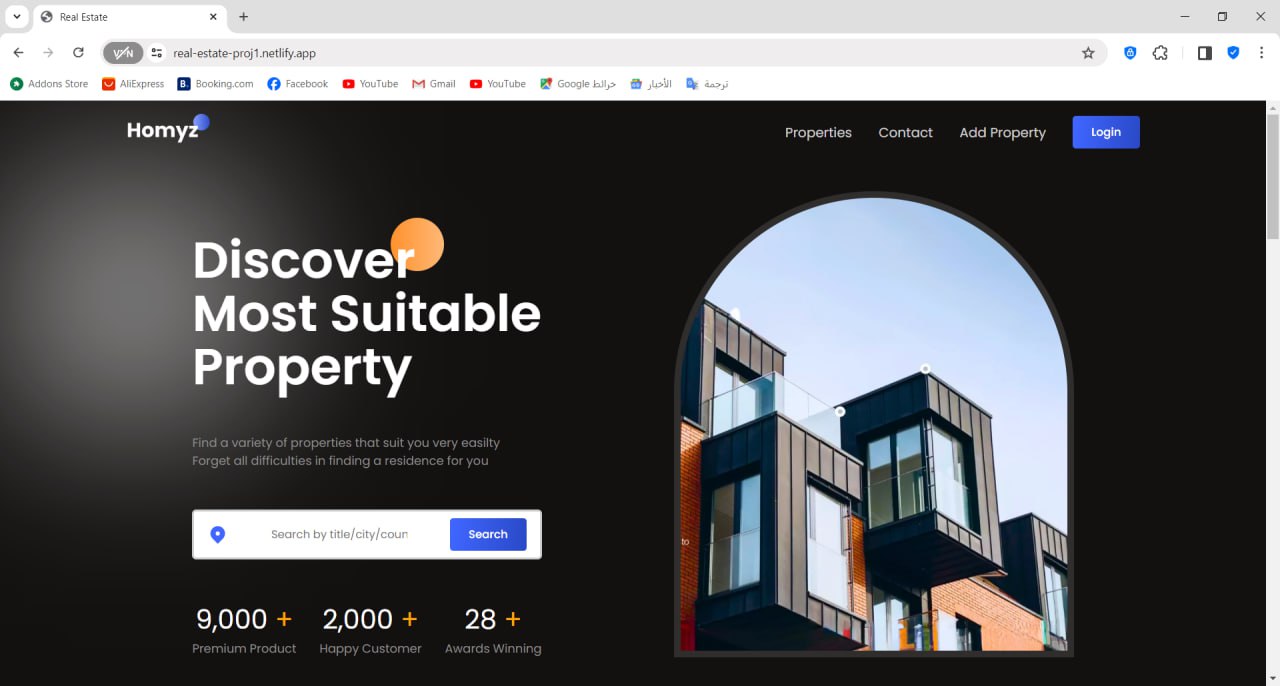 Real Estate
VPN
real-estate-proj1.netlify.app
Addons Store
AliExpress
B.
Booking.com
Facebook
YouTube
Gmail
YouTube
خرائط Google
الأخبار
ترجمة
Homyz
Properties
Contact
Add Property
Login
Discover
Most Suitable
Property
Find a variety of properties that suit you very easilty
Forget all difficulties in finding a residence for you
Search by title/city/coun
Search
9,000 +
Premium Product
2,000 +
Happy Customer
28 +
Awards Winning
to